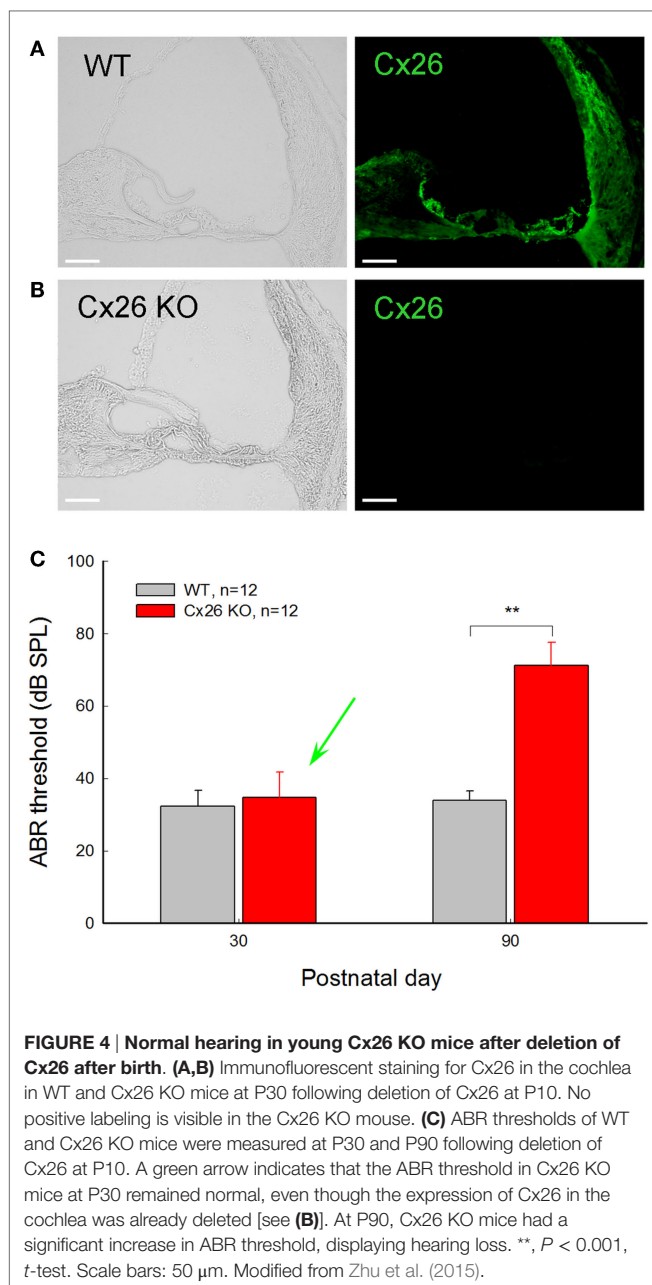 A
WT
Cx26
B
Cx26 KO
Cx26
C
100
80
60
40
20
0
ABR threshold (dB SPL)
WT, n=12
Cx26 KO, n=12
**
30
90
Postnatal day
FIGURE 4 | Normal hearing in young Cx26 KO mice after deletion of
Cx26 after birth. (A,B) Immunofluorescent staining for Cx26 in the cochlea
in WT and Cx26 KO mice at P30 following deletion of Cx26 at P10. No
positive labeling is visible in the Cx26 KO mouse. (C) ABR thresholds of WT
and Cx26 KO mice were measured at P30 and P90 following deletion of
Cx26 at P10. A green arrow indicates that the ABR threshold in Cx26 KO
mice at P30 remained normal, even though the expression of Cx26 in the
cochlea was already deleted [see (B)]. At P90, Cx26 KO mice had a
significant increase in ABR threshold, displaying hearing loss. **, P < 0.001,
t-test. Scale bars: 50 μm. Modified from Zhu et al. (2015).